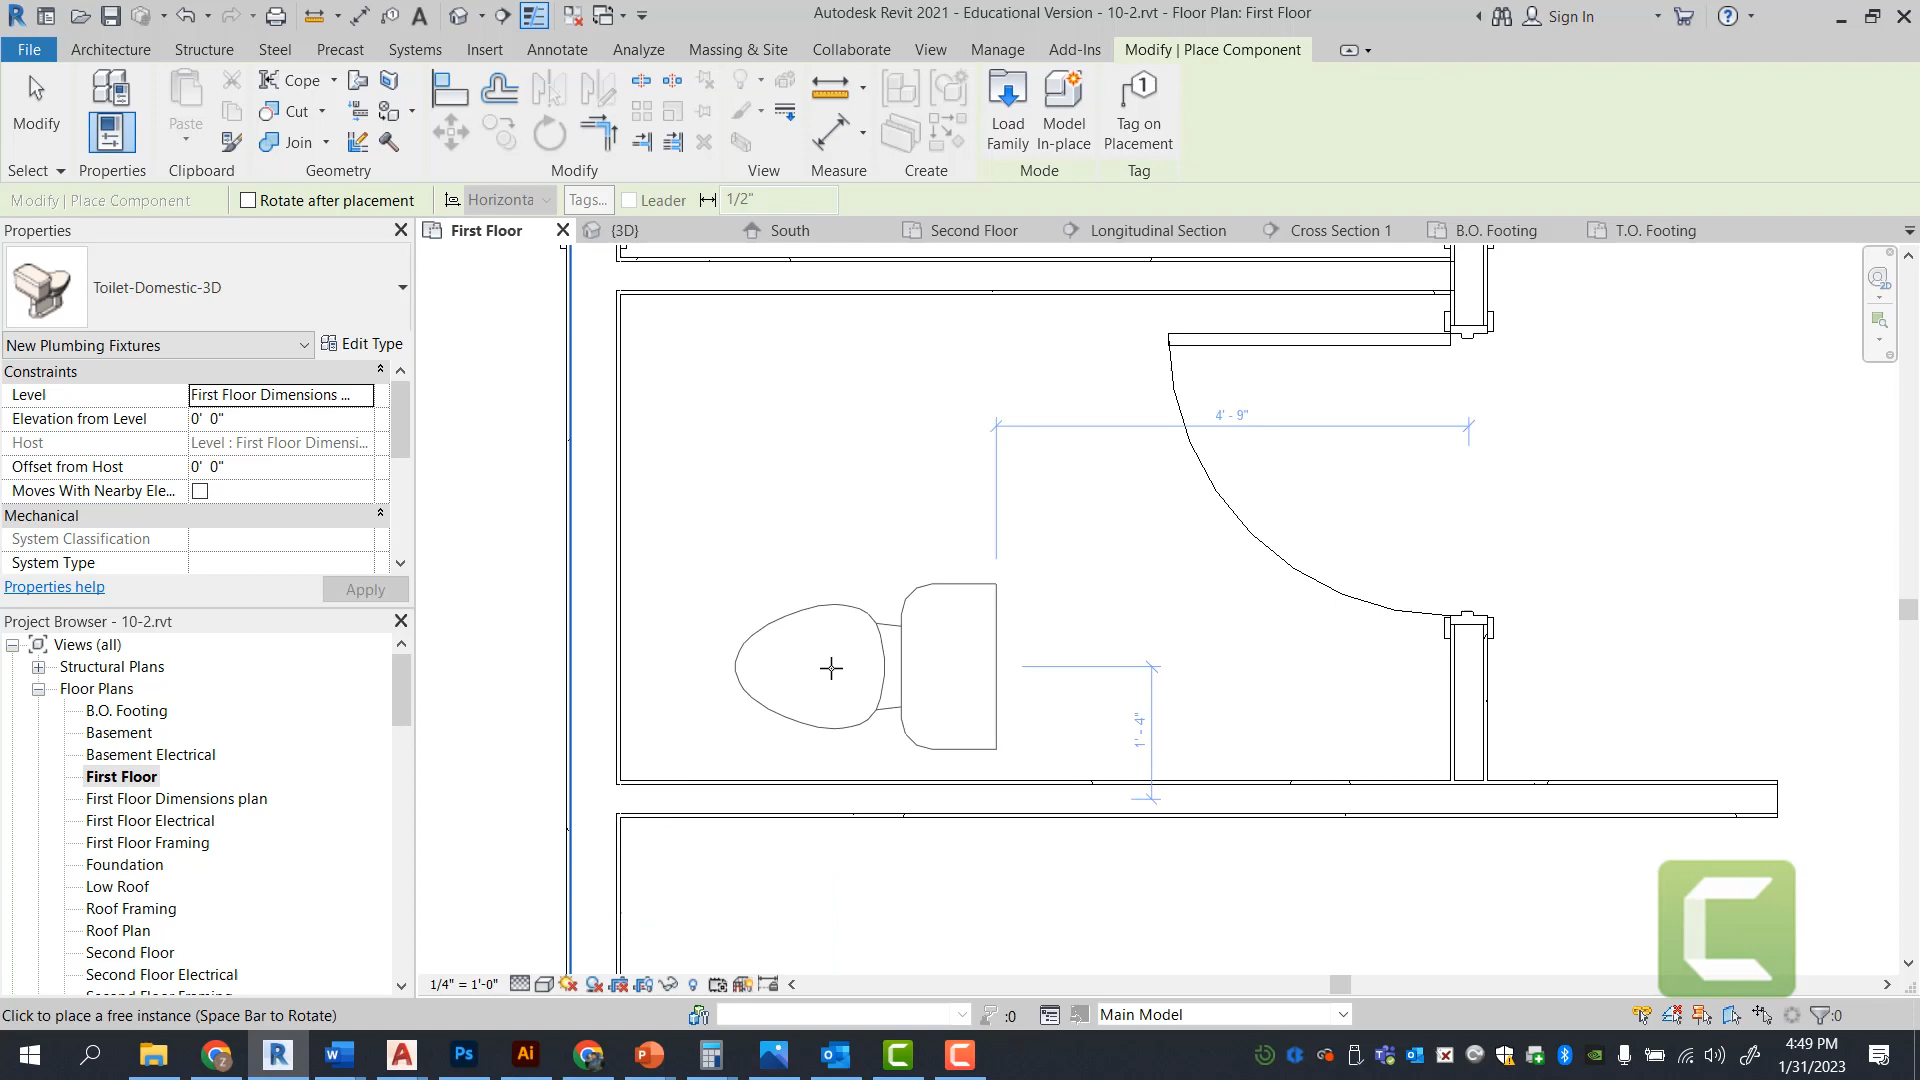 Autodesk Revit 2021 - Educational Version - 10-2.rvt - Floor Plan: First Floor
Sign In
File Architecture Structure Steel Precast Systems Insert Annotate Analyze Massing & Site Collaborate View Manage Add-Ins Modify | Place Component
Modify
Paste
Cope
Cut
Join
Load Family
Model In-place
Tag on Placement
Select Properties Clipboard Geometry Modify View Measure Create Mode Tag
Modify | Place Component Rotate after placement Horizonta Tags... Leader 1/2"
Properties
First Floor {3D} South Second Floor Longitudinal Section Cross Section 1 B.O. Footing T.O. Footing
Toilet-Domestic-3D
New Plumbing Fixtures Edit Type
Constraints
Level First Floor Dimensions ...
Elevation from Level 0' 0"
Host Level : First Floor Dimensi...
Offset from Host 0' 0"
Moves With Nearby Ele...
Mechanical
System Classification
System Type
Properties help Apply
4' - 9"
1' - 4"
Project Browser - 10-2.rvt
Views (all)
Structural Plans
Floor Plans
B.O. Footing
Basement
Basement Electrical
First Floor
First Floor Dimensions plan
First Floor Electrical
First Floor Framing
Foundation
Low Roof
Roof Framing
Roof Plan
Second Floor
Second Floor Electrical
Second Floor Framing
1/4" = 1'-0"
Click to place a free instance (Space Bar to Rotate) :0 Main Model :0
4:49 PM
1/31/2023